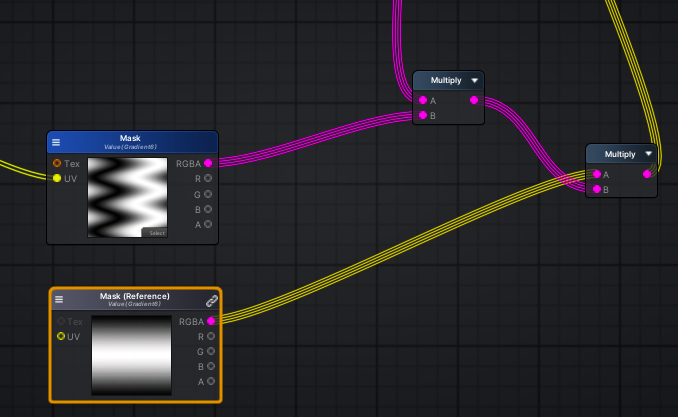 Multiply
A
B
Mask
Value(Gradient6)
Tex
RGBA
UV
R
G
B
A
Select
Multiply
A
B
Mask (Reference)
Value(Gradient6)
Tex
RGBA
UV
R
G
B
A